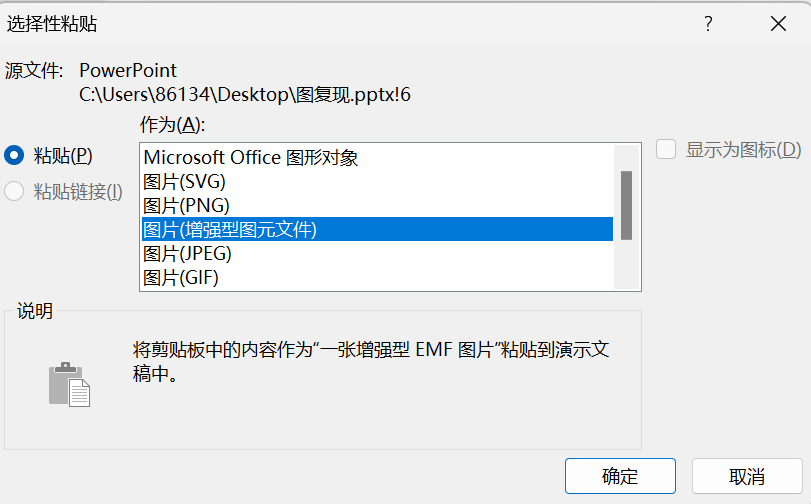 选择性粘贴
?
源文件: PowerPoint
C:\Users\86134\Desktop\图复现.pptx!6
作为(A):
粘贴(P)
粘贴链接(I)
Microsoft Office 图形对象
图片(SVG)
图片(PNG)
图片(增强型图元文件)
图片(JPEG)
图片(GIF)
显示为图标(D)
说明
将剪贴板中的内容作为“一张增强型 EMF 图片”粘贴到演示文
稿中。
确定
取消